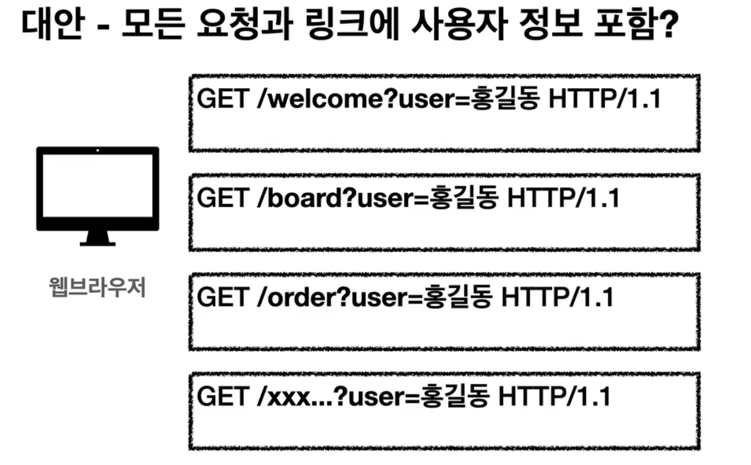 대안 - 모든 요청과 링크에 사용자 정보 포함?
GET /welcome?user=홍길동 HTTP/1.1
GET /board?user=홍길동 HTTP/1.1
웹브라우저
GET /order?user=홍길동 HTTP/1.1
GET /xxx...?user=홍길동 HTTP/1.1